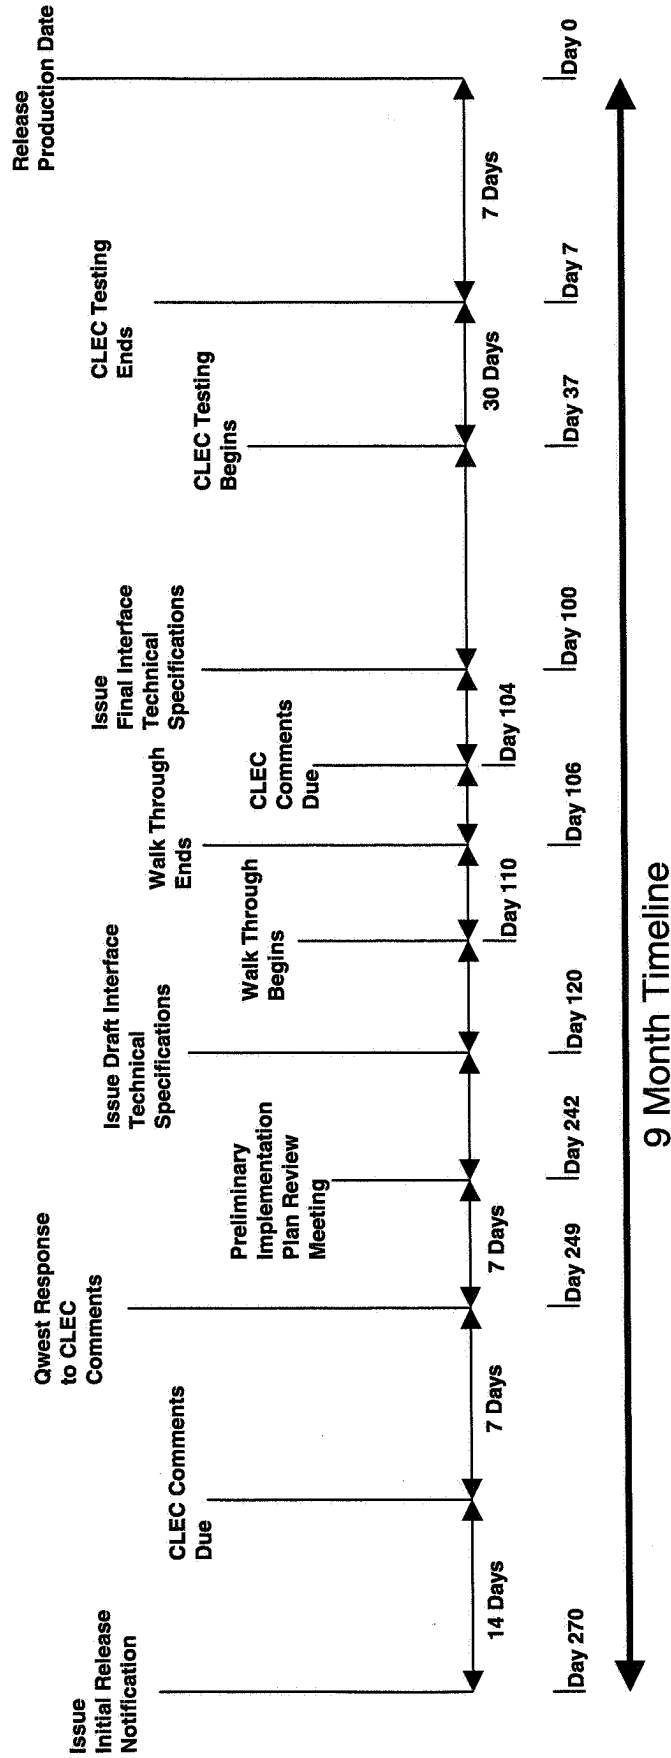 Issue
Initial Release
Notification
CLEC Comments
Due
Qwest Response
to CLEC
Comments
Preliminary
Implementation
Plan Review
Meeting
Issue Draft Interface
Technical
Specifications
Walk Through
Begins
Walk Through
Ends
CLEC
Comments
Due
Issue
Final Interface
Technical
Specifications
CLEC Testing
Begins
CLEC Testing
Ends
Release
Production Date
14 Days
7 Days
7 Days
30 Days
7 Days
Day 270
Day 249
Day 242
Day 120
Day 110
Day 106
Day 104
Day 100
Day 37
Day 7
Day 0
9 Month Timeline